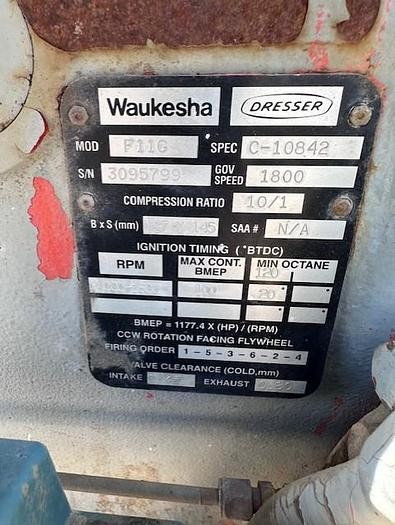 Waukesha DRESSER
MOD F11G SPEC C-10842
S/N 3095799 GOV SPEED 1800
COMPRESSION RATIO 10/1
B x S (mm) SAA# N/A
IGNITION TIMING (°BTDC)
RPM MAX CONT. BMEP MIN OCTANE
120
20 °
°
BMEP = 1177.4 X (HP) / (RPM)
CCW ROTATION FACING FLYWHEEL
FIRING ORDER 1-5-3-6-2-4
VALVE CLEARANCE (COLD,mm)
INTAKE EXHAUST